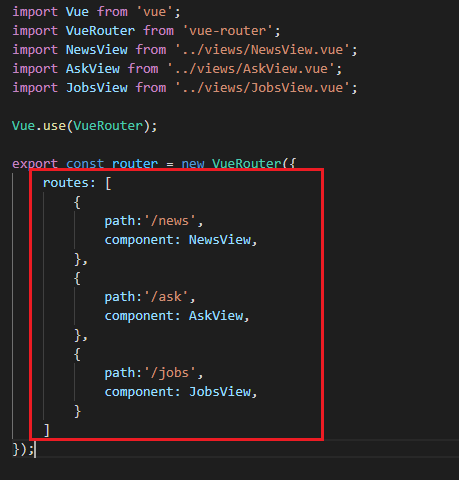 import Vue from 'vue';
import VueRouter from 'vue-router';
import NewsView from '../views/NewsView.vue';
import AskView from '../views/AskView.vue';
import JobsView from '../views/JobsView.vue';

Vue.use(VueRouter);

export const router = new VueRouter({
    routes: [
        {
            path:'/news',
            component: NewsView,
        },
        {
            path:'/ask',
            component: AskView,
        },
        {
            path:'/jobs',
            component: JobsView,
        }
    ]
});